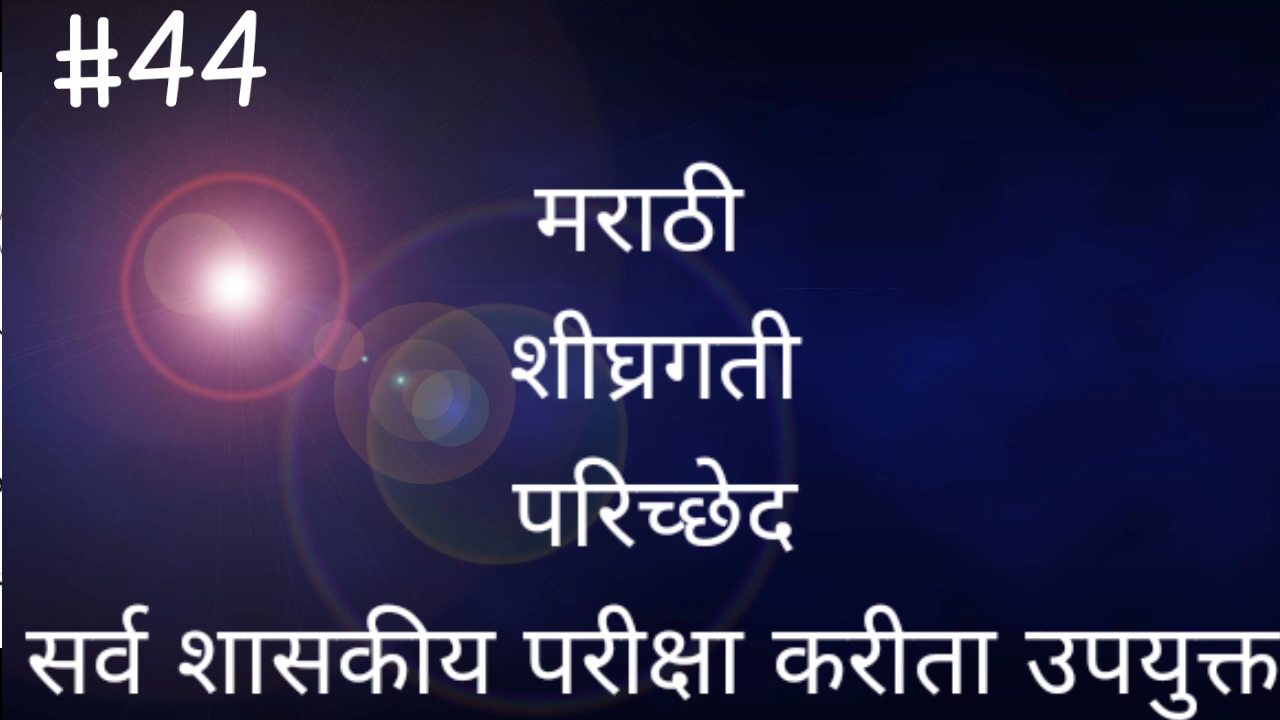 #44
मराठी
शीघ्रगती
परिच्छेद
सर्व शासकीय परीक्षा करीता उपयुक्त